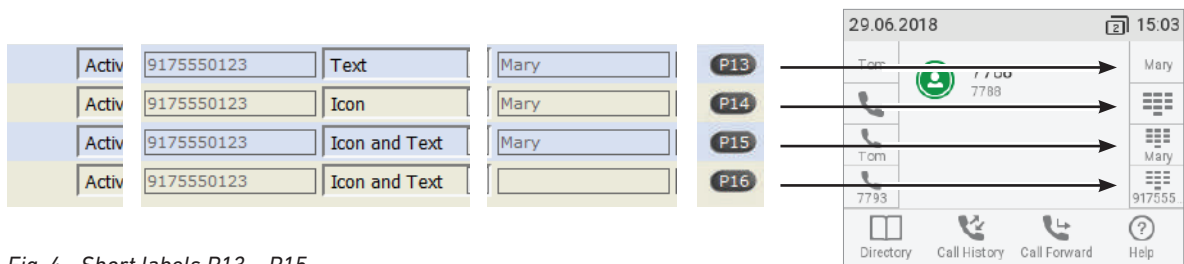 29.06.2018 2 15:03
Activ 9175550123 Text Mary P13 Tom Mary
7788
Activ 9175550123 Icon Mary P14
Activ 9175550123 Icon and Text Mary P15 Tom Mary
Activ 9175550123 Icon and Text P16 7793 917555..
Directory Call History Call Forward Help